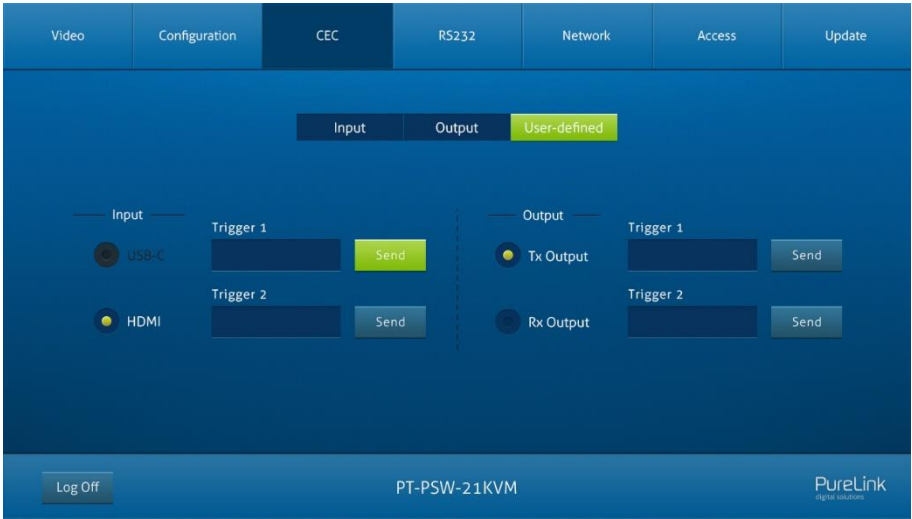 Video Configuration CEC RS232 Network Access Update
Input Output User-defined
Input Output
Trigger 1 Trigger 1
USB-C Send Tx Output Send
Trigger 2 Trigger 2
HDMI Send Rx Output Send
Log Off PT-PSW-21KVM PureLink
digital solutions